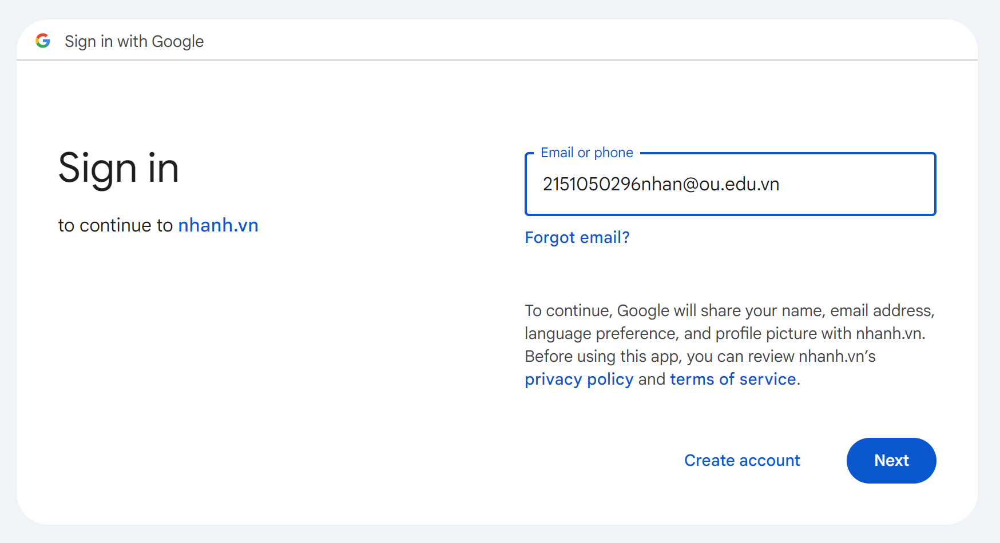 Sign in with Google
Sign in
to continue to nhanh.vn
Email or phone
2151050296nhan@ou.edu.vn
Forgot email?
To continue, Google will share your name, email address,
language preference, and profile picture with nhanh.vn.
Before using this app, you can review nhanh.vn’s
privacy policy and terms of service.
Create account
Next